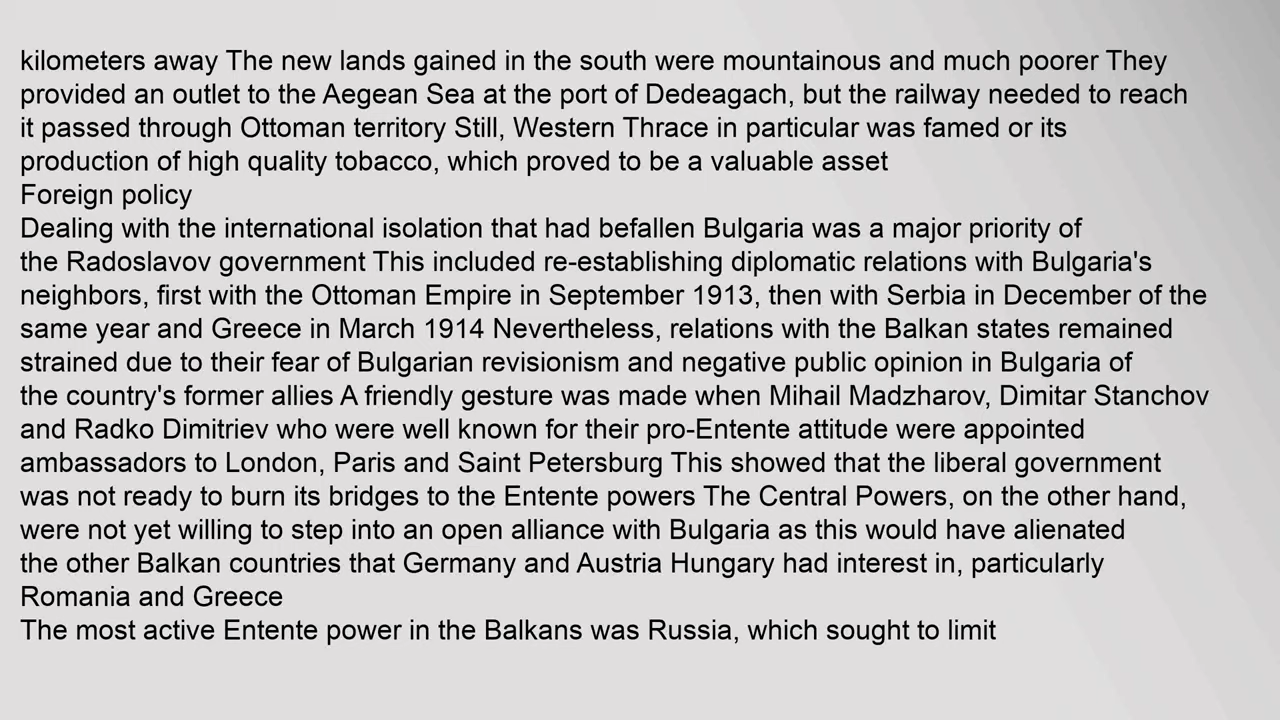 kilometers away The new lands gained in the south were mountainous and much poorer They
provided an outlet to the Aegean Sea at the port of Dedeagach, but the railway needed to reach
it passed through Ottoman territory Still, Western Thrace in particular was famed or its
production of high quality tobacco, which proved to be a valuable asset
Foreign policy
Dealing with the international isolation that had befallen Bulgaria was a major priority of
the Radoslavov government This included re-establishing diplomatic relations with Bulgaria's
neighbors, first with the Ottoman Empire in September 1913, then with Serbia in December of the
same year and Greece in March 1914 Nevertheless, relations with the Balkan states remained
strained due to their fear of Bulgarian revisionism and negative public opinion in Bulgaria of
the country's former allies A friendly gesture was made when Mihail Madzharov, Dimitar Stanchov
and Radko Dimitriev who were well known for their pro-Entente attitude were appointed
ambassadors to London, Paris and Saint Petersburg This showed that the liberal government
was not ready to burn its bridges to the Entente powers The Central Powers, on the other hand,
were not yet willing to step into an open alliance with Bulgaria as this would have alienated
the other Balkan countries that Germany and Austria Hungary had interest in, particularly
Romania and Greece
The most active Entente power in the Balkans was Russia, which sought to limit